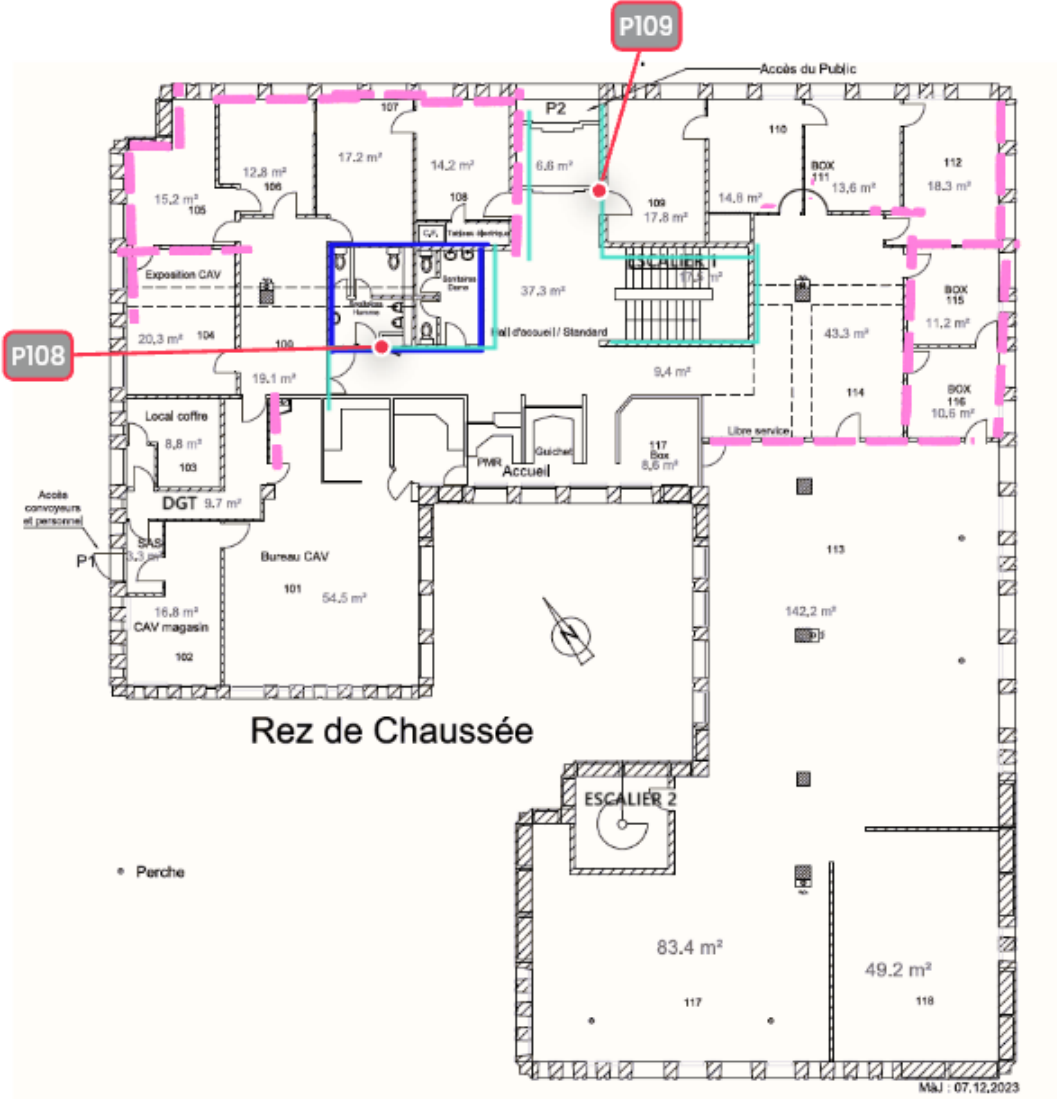 P109
Accès du Public
P2
107
17.2 m²
14.2 m²
6.6 m²
110
BOX
111
112
12.8 m²
106
15.2 m²
105
108
109
17.8 m²
14.8 m²
13,6 m²
18.3 m²
Tableau électrique
ESCALIER 1
Exposition CAV
Sanitaires
Dame
Sanitaires
Homme
37.3 m²
BOX
115
11.2 m²
Hall d'accueil / Standard
43.3 m²
20,3 m²
104
100
P108
19.1 m²
9.4 m²
BOX
116
10,6 m²
114
Local coffre
8,8 m²
103
Libre service
PMR
Guichet
Accueil
117
Box
8,6 m²
Accès
convoyeurs
et personnel
DGT
9.7 m²
SAS
3.3 m²
P1
Bureau CAV
101
54.5 m²
113
16.8 m²
CAV magasin
102
142,2 m²
N
Rez de Chaussée
ESCALIER 2
Perche
83.4 m²
117
49.2 m²
118
MàJ : 07,12,2023